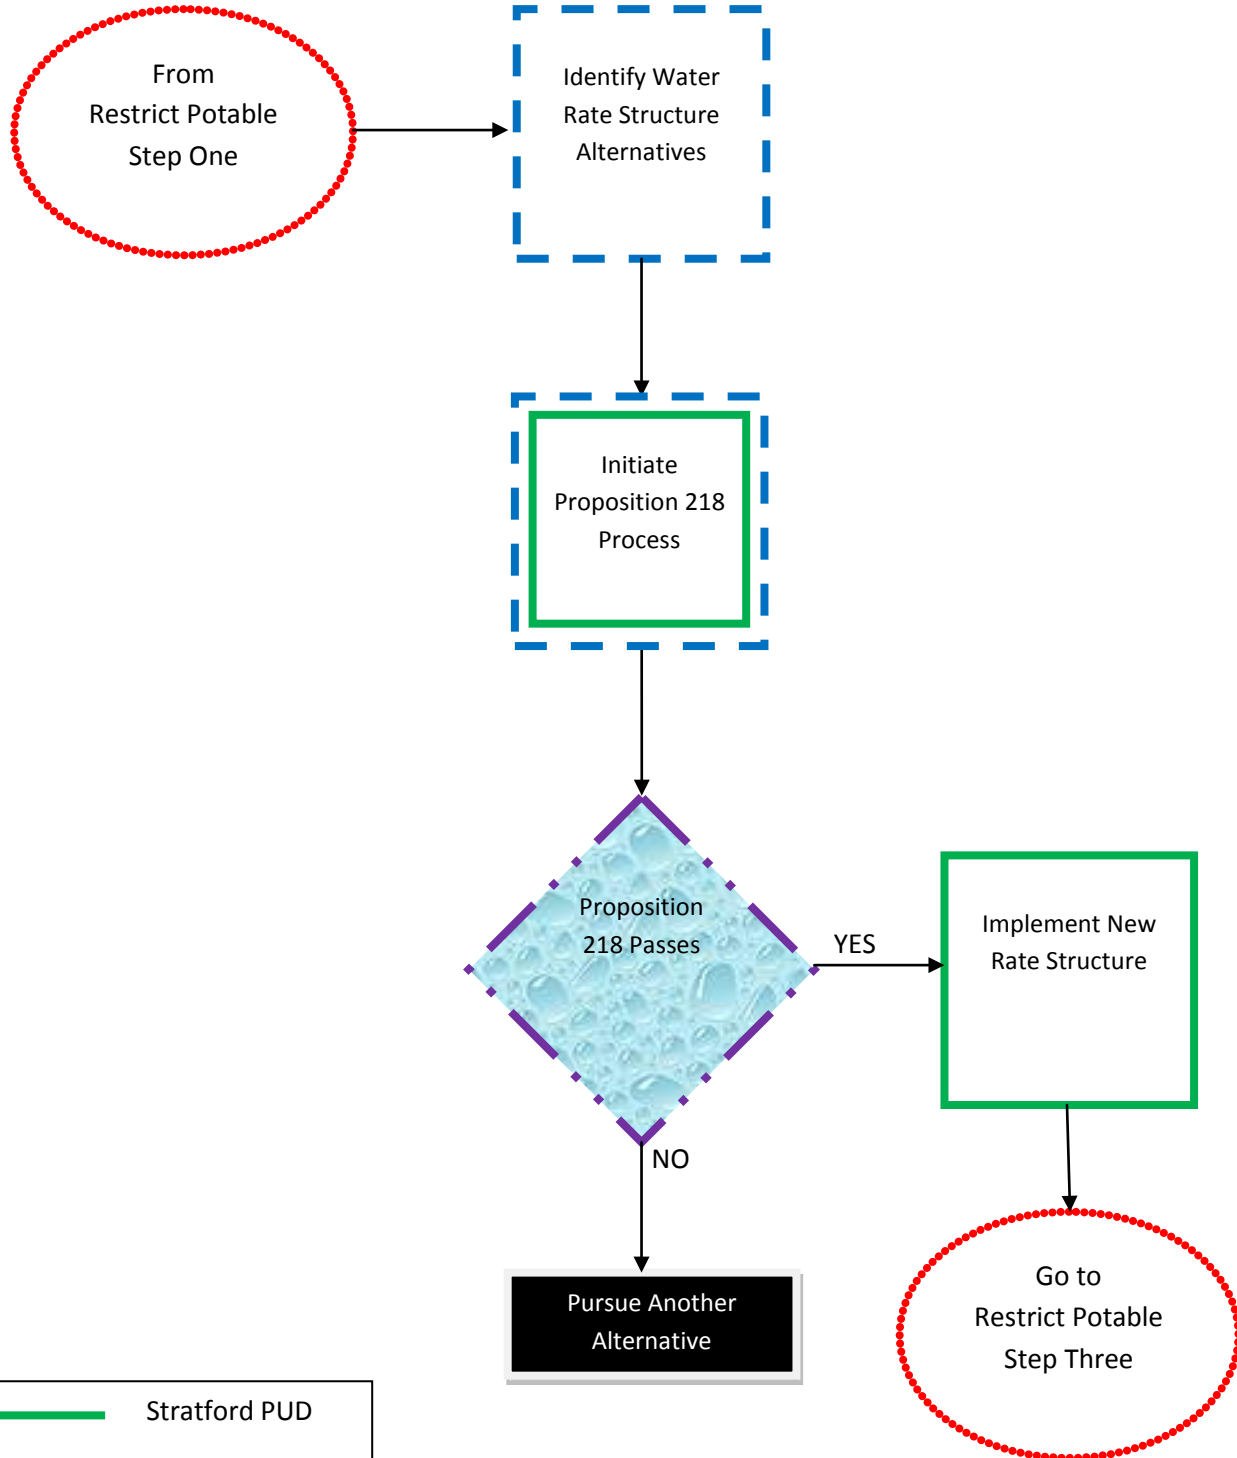 From
Restrict Potable
Step One
Identify Water
Rate Structure
Alternatives
Initiate
Proposition 218
Process
Proposition
218 Passes
YES
Implement New
Rate Structure
NO
Pursue Another
Alternative
Go to
Restrict Potable
Step Three
Stratford PUD